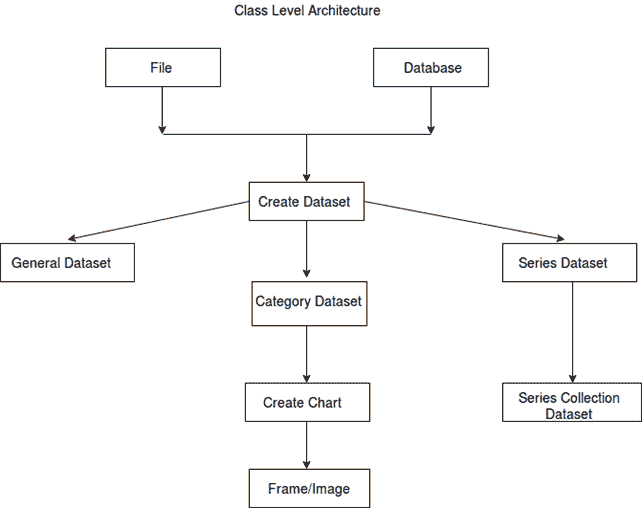 Class Level Architecture
File
Database
Create Dataset
General Dataset
Series Dataset
Category Dataset
Create Chart
Series Collection
Dataset
Frame/Image